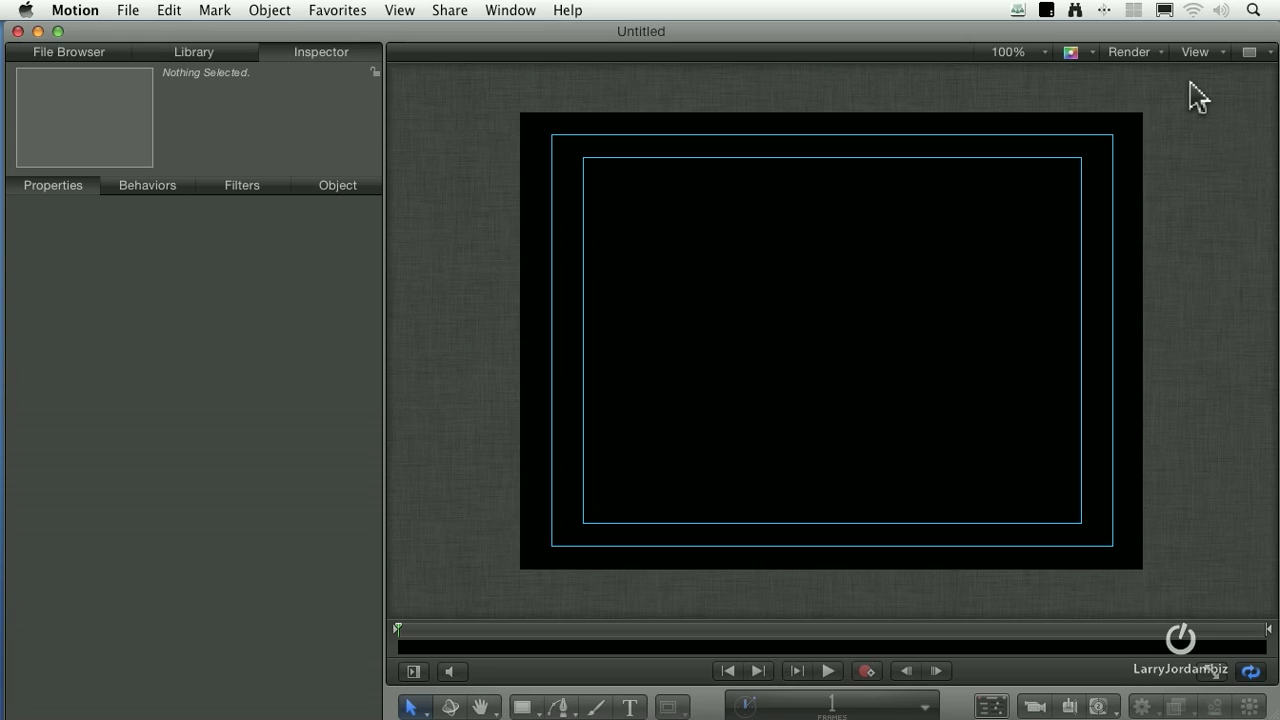 Motion File Edit Mark Object Favorites View Share Window Help
Untitled
File Browser Library Inspector 100% Render View
Nothing Selected.
Properties Behaviors Filters Object
LarryJordan.biz
T 1
FRAMES